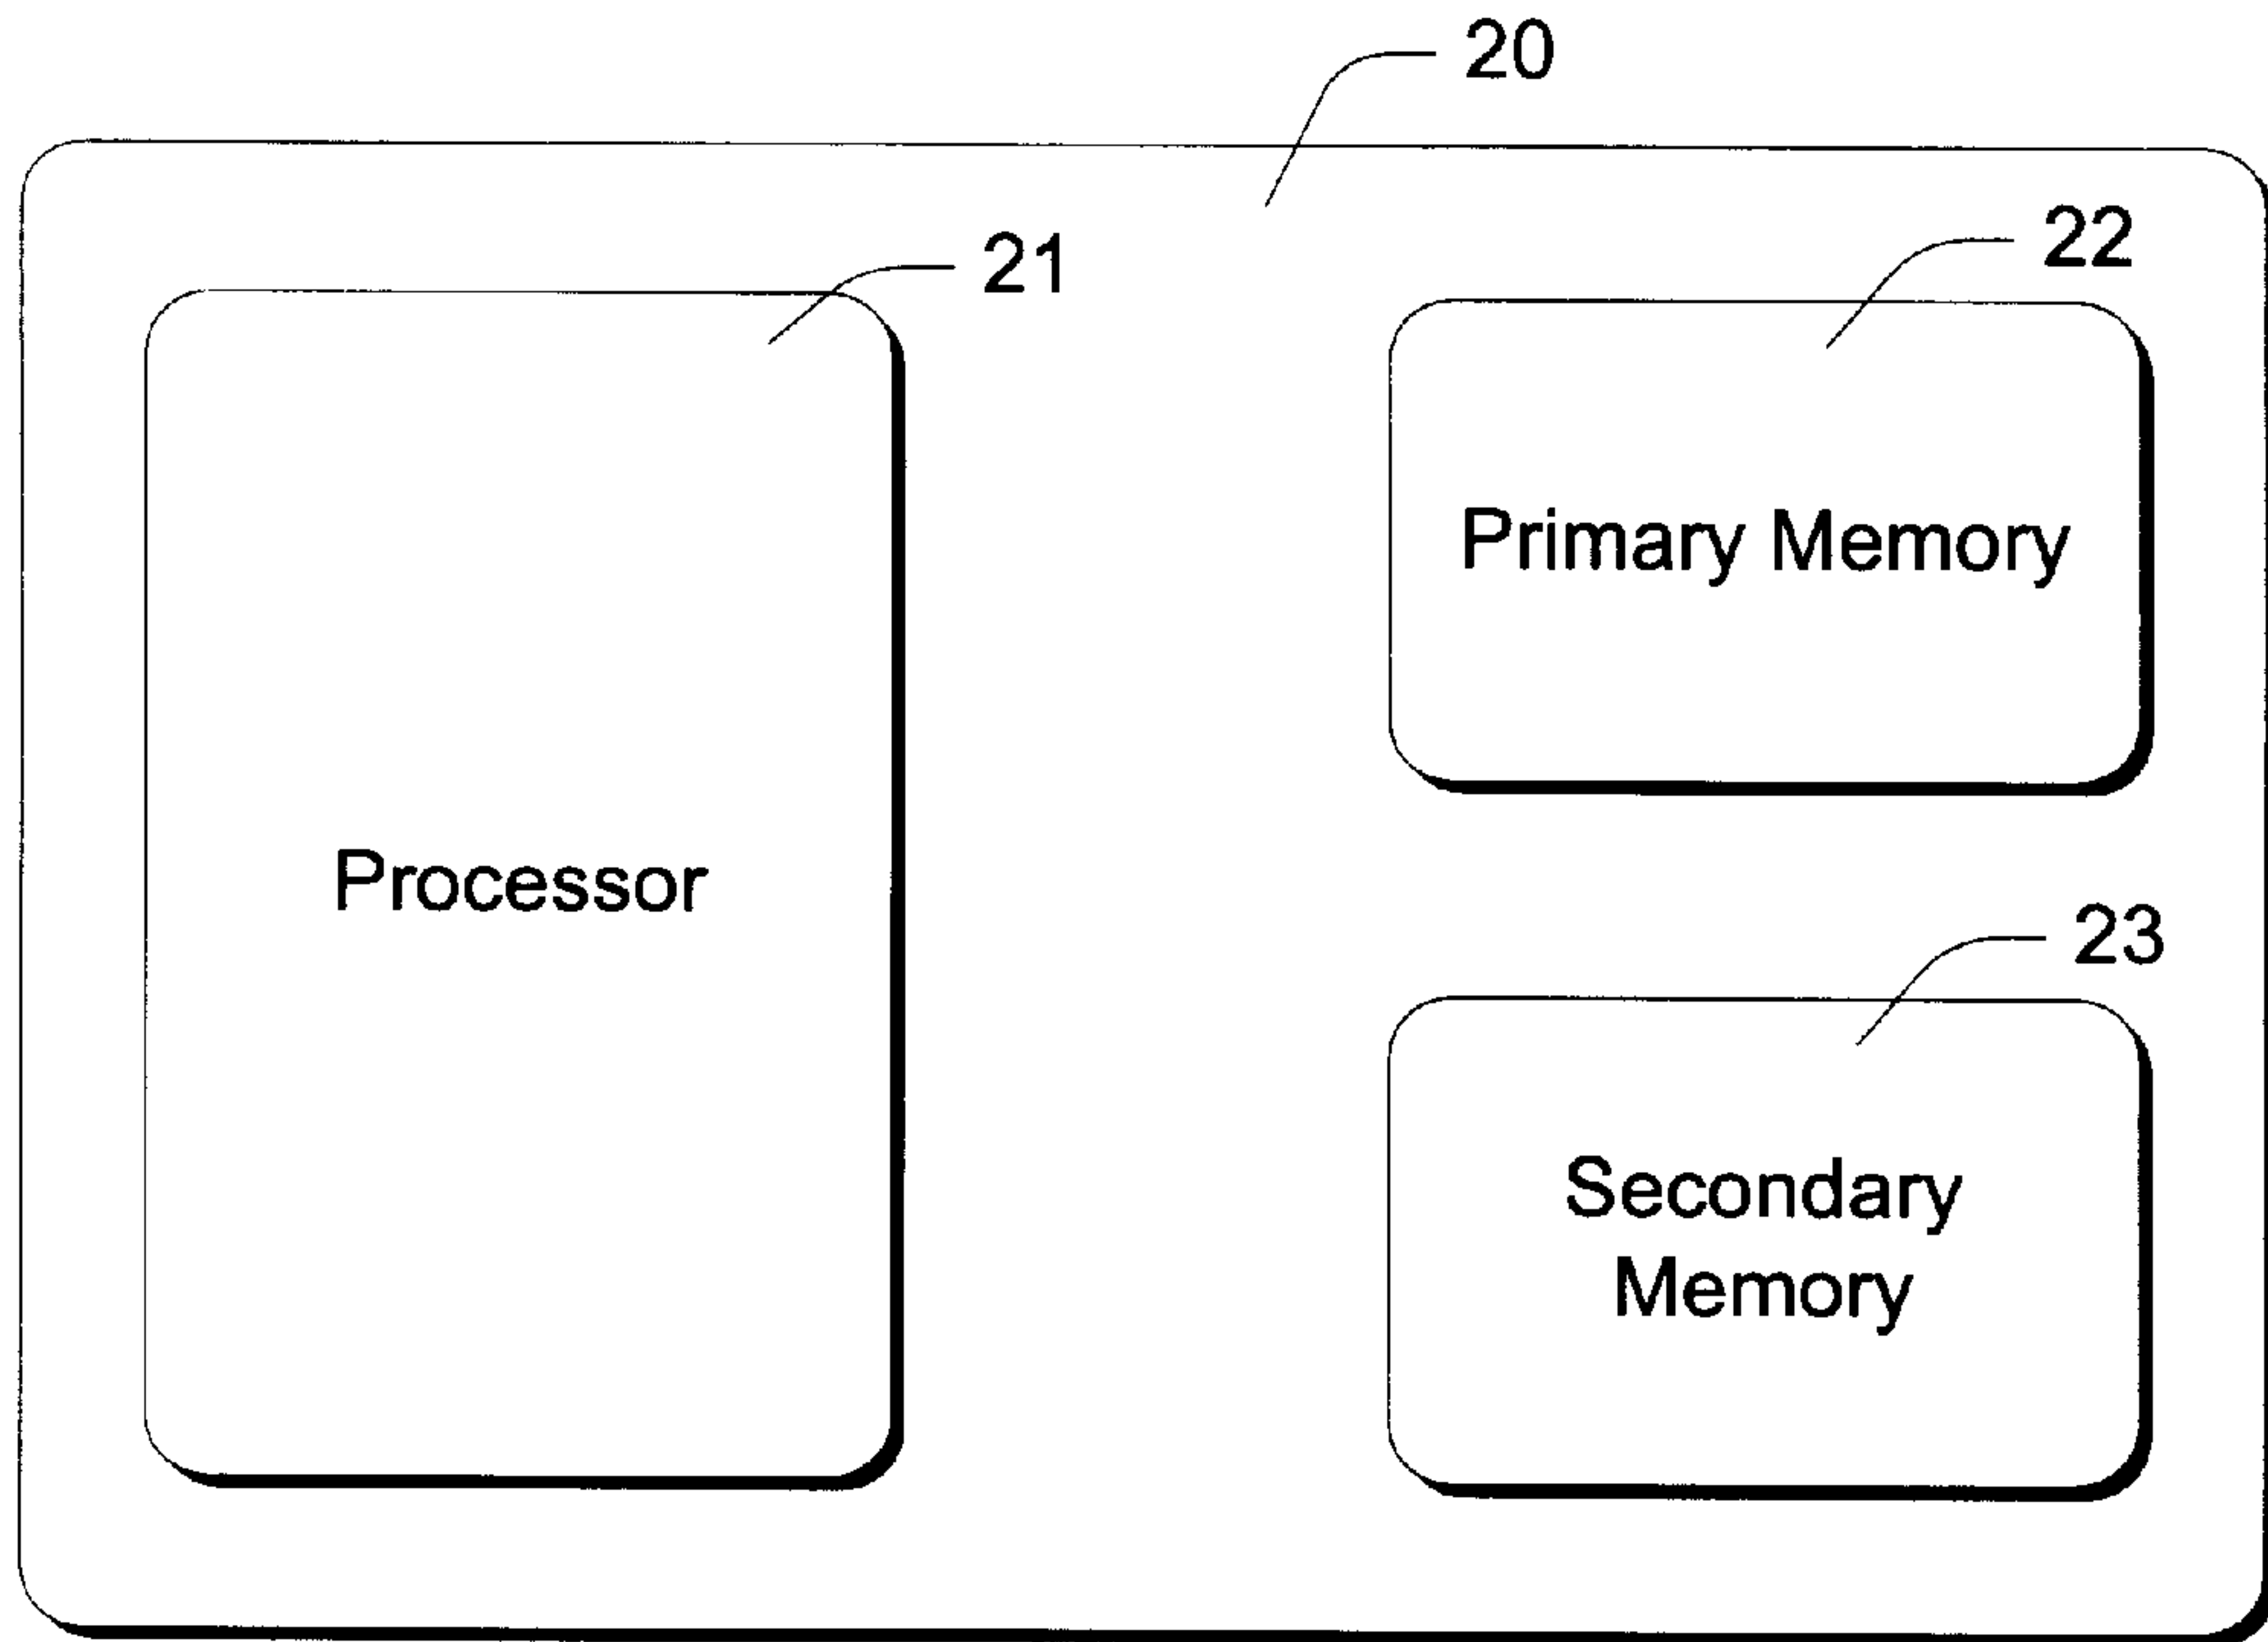 20
21
22
Primary Memory
Processor
23
Secondary
Memory